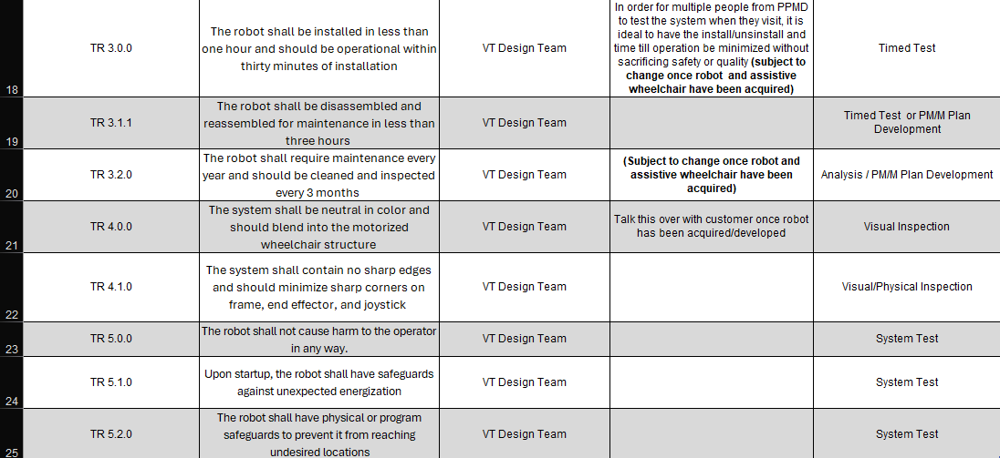 18
TR 3.0.0
The robot shall be installed in less than
one hour and should be operational within
thirty minutes of installation
VT Design Team
In order for multiple people from PPMD
to test the system when they visit, it is
ideal to have the install/unsinstall and
time till operation be minimized without
sacrificing safety or quality (subject to
change once robot and assistive
wheelchair have been acquired)
Timed Test
19
TR 3.1.1
The robot shall be disassembled and
reassembled for maintenance in less than
three hours
VT Design Team
Timed Test or PM/M Plan
Development
20
TR 3.2.0
The robot shall require maintenance every
year and should be cleaned and inspected
every 3 months
VT Design Team
(Subject to change once robot and
assistive wheelchair have been
acquired)
Analysis / PM/M Plan Development
21
TR 4.0.0
The system shall be neutral in color and
should blend into the motorized
wheelchair structure
VT Design Team
Talk this over with customer once robot
has been acquired/developed
Visual Inspection
22
TR 4.1.0
The system shall contain no sharp edges
and should minimize sharp corners on
frame, end effector, and joystick
VT Design Team
Visual/Physical Inspection
23
TR 5.0.0
The robot shall not cause harm to the operator
in any way.
VT Design Team
System Test
24
TR 5.1.0
Upon startup, the robot shall have safeguards
against unexpected energization
VT Design Team
System Test
25
TR 5.2.0
The robot shall have physical or program
safeguards to prevent it from reaching
undesired locations
VT Design Team
System Test